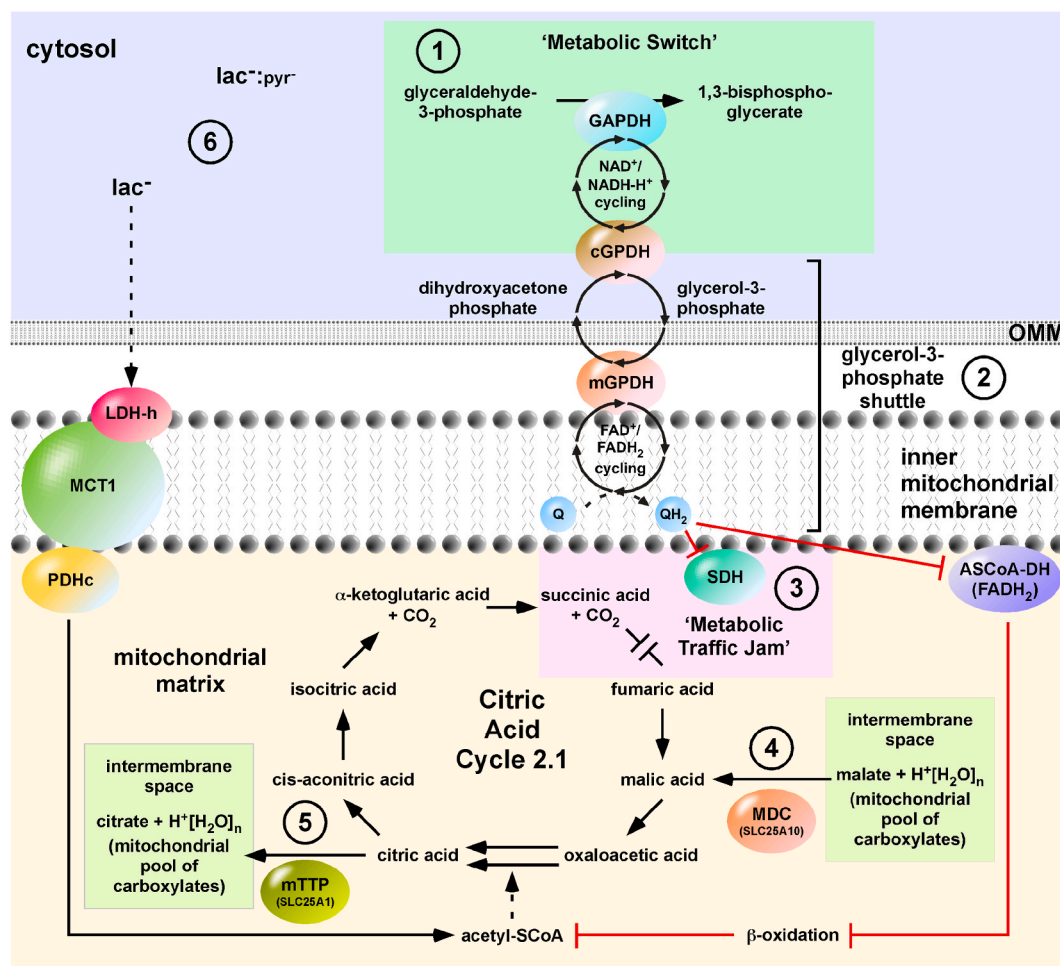 cytosol
lac⁻:pyr⁻
6
lac⁻
1
'Metabolic Switch'
glyceraldehyde-
3-phosphate
1,3-bisphospho-
glycerate
GAPDH
NAD⁺/
NADH-H⁺
cycling
cGPDH
dihydroxyacetone
phosphate
glycerol-3-
phosphate
OMM
mGPDH
glycerol-3-
phosphate
shuttle
2
LDH-h
MCT1
PDHc
FAD⁺/
FADH₂
cycling
Q
QH₂
inner
mitochondrial
membrane
SDH
3
'Metabolic
Traffic Jam'
ASCoA-DH
(FADH₂)
α-ketoglutaric acid
+ CO₂
succinic acid
+ CO₂
mitochondrial
matrix
isocitric acid
fumaric acid
Citric
Acid
Cycle 2.1
intermembrane
space
malate + H⁺[H₂O]ₙ
(mitochondrial
pool of
carboxylates)
4
MDC
(SLC25A10)
cis-aconitric acid
malic acid
intermembrane
space
citrate + H⁺[H₂O]ₙ
(mitochondrial
pool of
carboxylates)
5
mTTP
(SLC25A1)
citric acid
oxaloacetic acid
acetyl-SCoA
β-oxidation